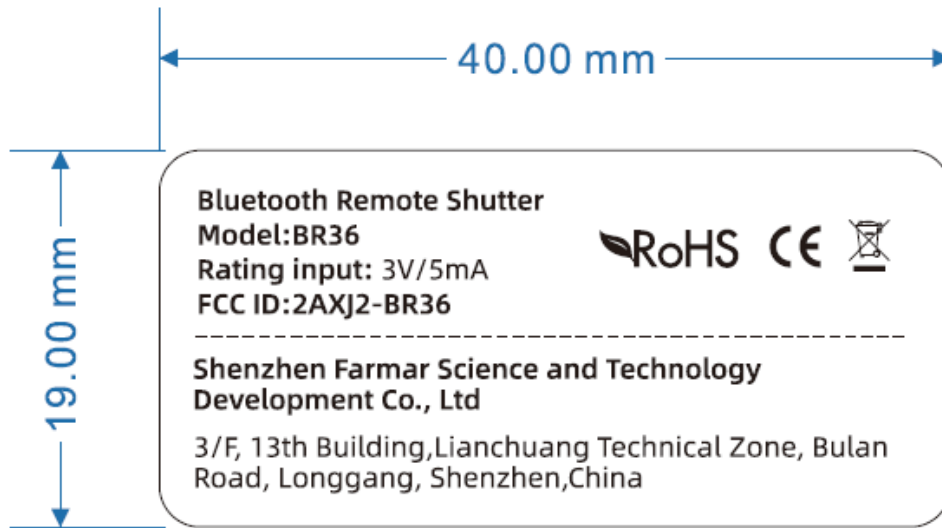 40.00 mm
19.00 mm
Bluetooth Remote Shutter
Model:BR36
Rating input: 3V/5mA
FCC ID:2AXJ2-BR36
RoHS CE
Shenzhen Farmar Science and Technology
Development Co., Ltd
3/F, 13th Building,Lianchuang Technical Zone, Bulan
Road, Longgang, Shenzhen,China